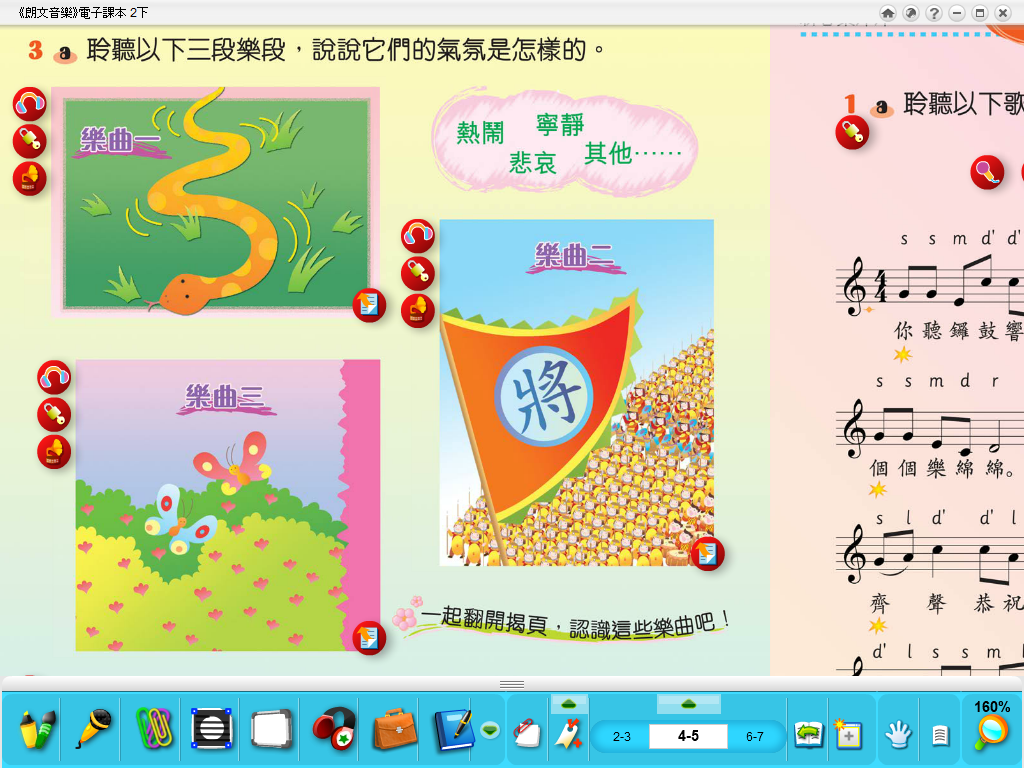 《朗文音樂》電子課本 2下
3 a 聆聽以下三段樂段，說說它們的氣氛是怎樣的。
樂曲一
熱鬧 寧靜
悲哀 其他……
樂曲二
將
樂曲三
一起翻開揭頁，認識這些樂曲吧！
1 a 聆聽以下歌
s s m d' d'
4
4
你 聽 鑼 鼓 響
s s m d r
個 個 樂 綿 綿。
s l d' d' l
齊 聲 恭 祝
d' l s s m
2-3 4-5 6-7
160%